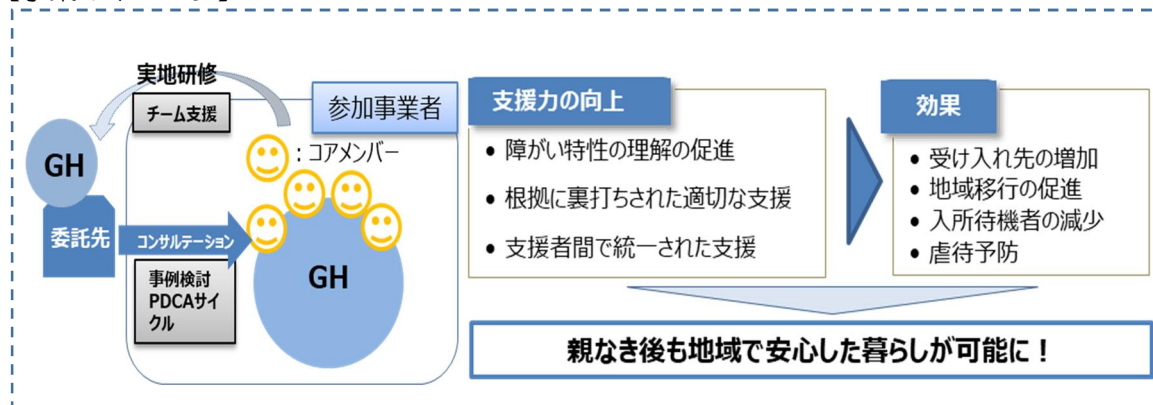 実地研修
チーム支援
参加事業者
:コアメンバー
GH
委託先
コンサルテーション
事例検討
PDCAサイ
クル
GH
支援力の向上
• 障がい特性の理解の促進
• 根拠に裏打ちされた適切な支援
• 支援者間で統一された支援
効果
• 受け入れ先の増加
• 地域移行の促進
• 入所待機者の減少
• 虐待予防
親なき後も地域で安心した暮らしが可能に!